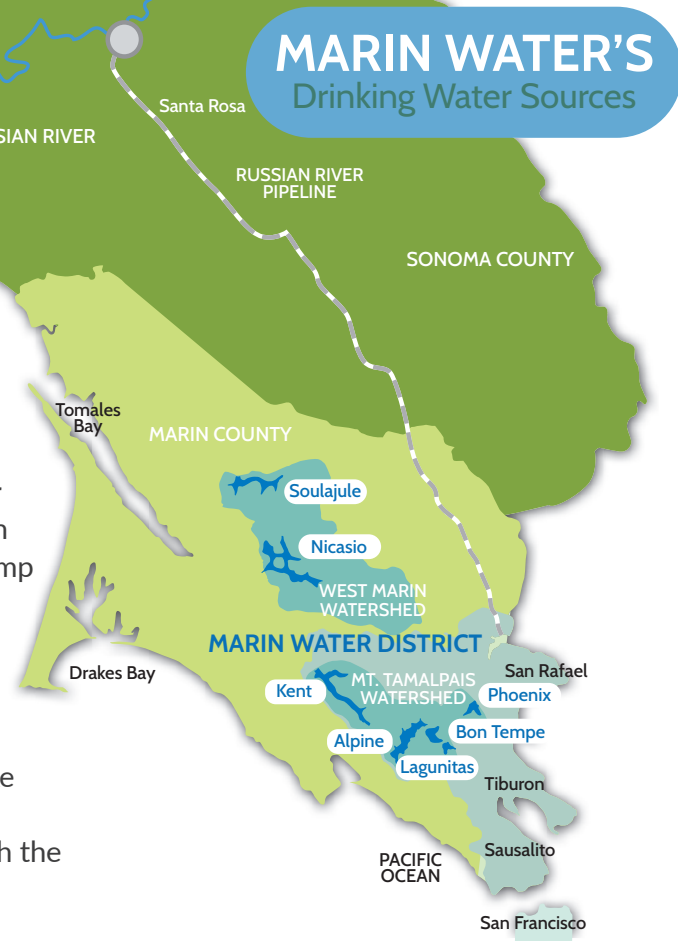 MARIN WATER'S
Drinking Water Sources
Santa Rosa
SIAN RIVER
RUSSIAN RIVER
PIPELINE
SONOMA COUNTY
Tomales
Bay
MARIN COUNTY
Soulajule
n
Nicasio
mp
WEST MARIN
WATERSHED
MARIN WATER DISTRICT
Drakes Bay
San Rafael
MT. TAMALPAIS
WATERSHED
Kent
Phoenix
Bon Tempe
Alpine
Lagunitas
e
Tiburon
h the
Sausalito
PACIFIC
OCEAN
San Francisco